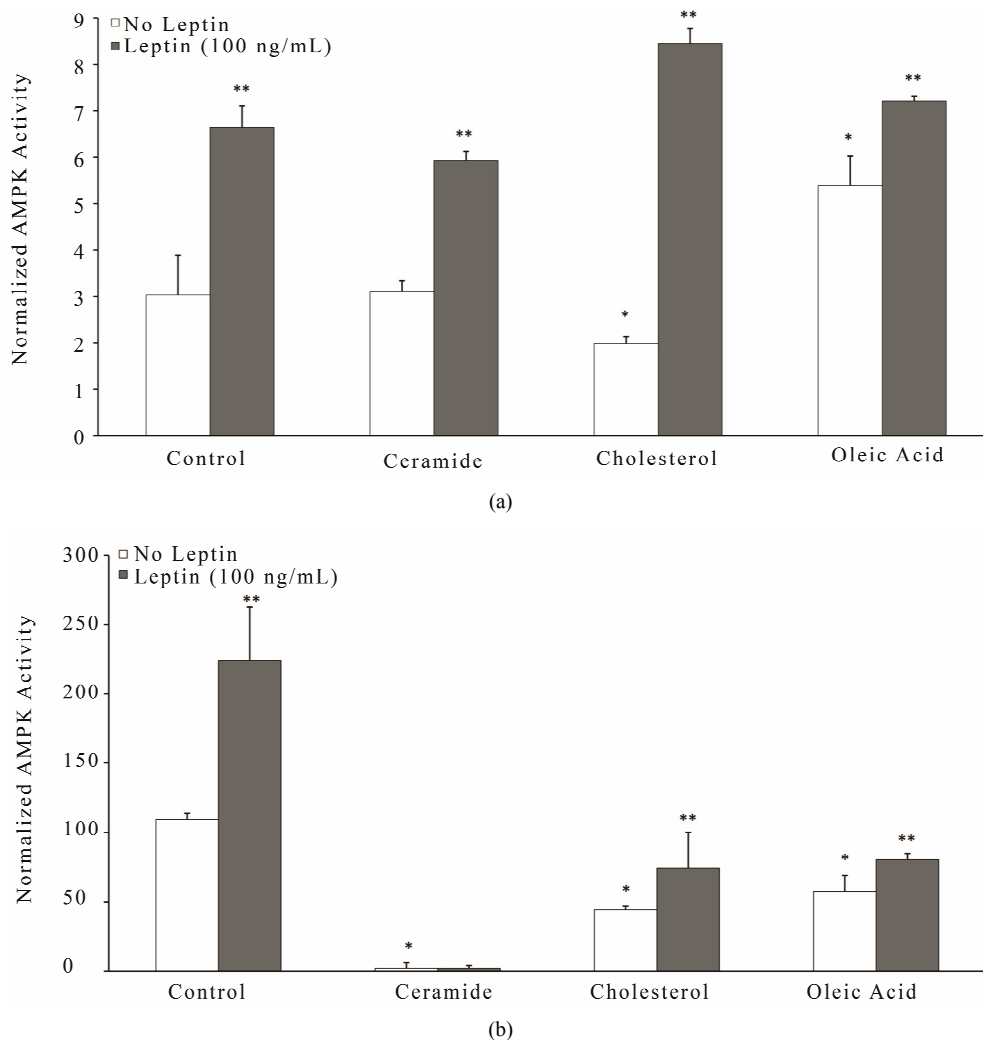 9
8
7
6
5
4
3
2
1
0
Normalized AMPK Activity
No Leptin
Leptin (100 ng/mL)
**
**
*
**
*
**
Control
Ceramide
Cholesterol
Oleic Acid
(a)
300
250
200
150
100
50
0
Normalized AMPK Activity
No Leptin
Leptin (100 ng/mL)
**
*
*
**
*
**
Control
Ceramide
Cholesterol
Oleic Acid
(b)